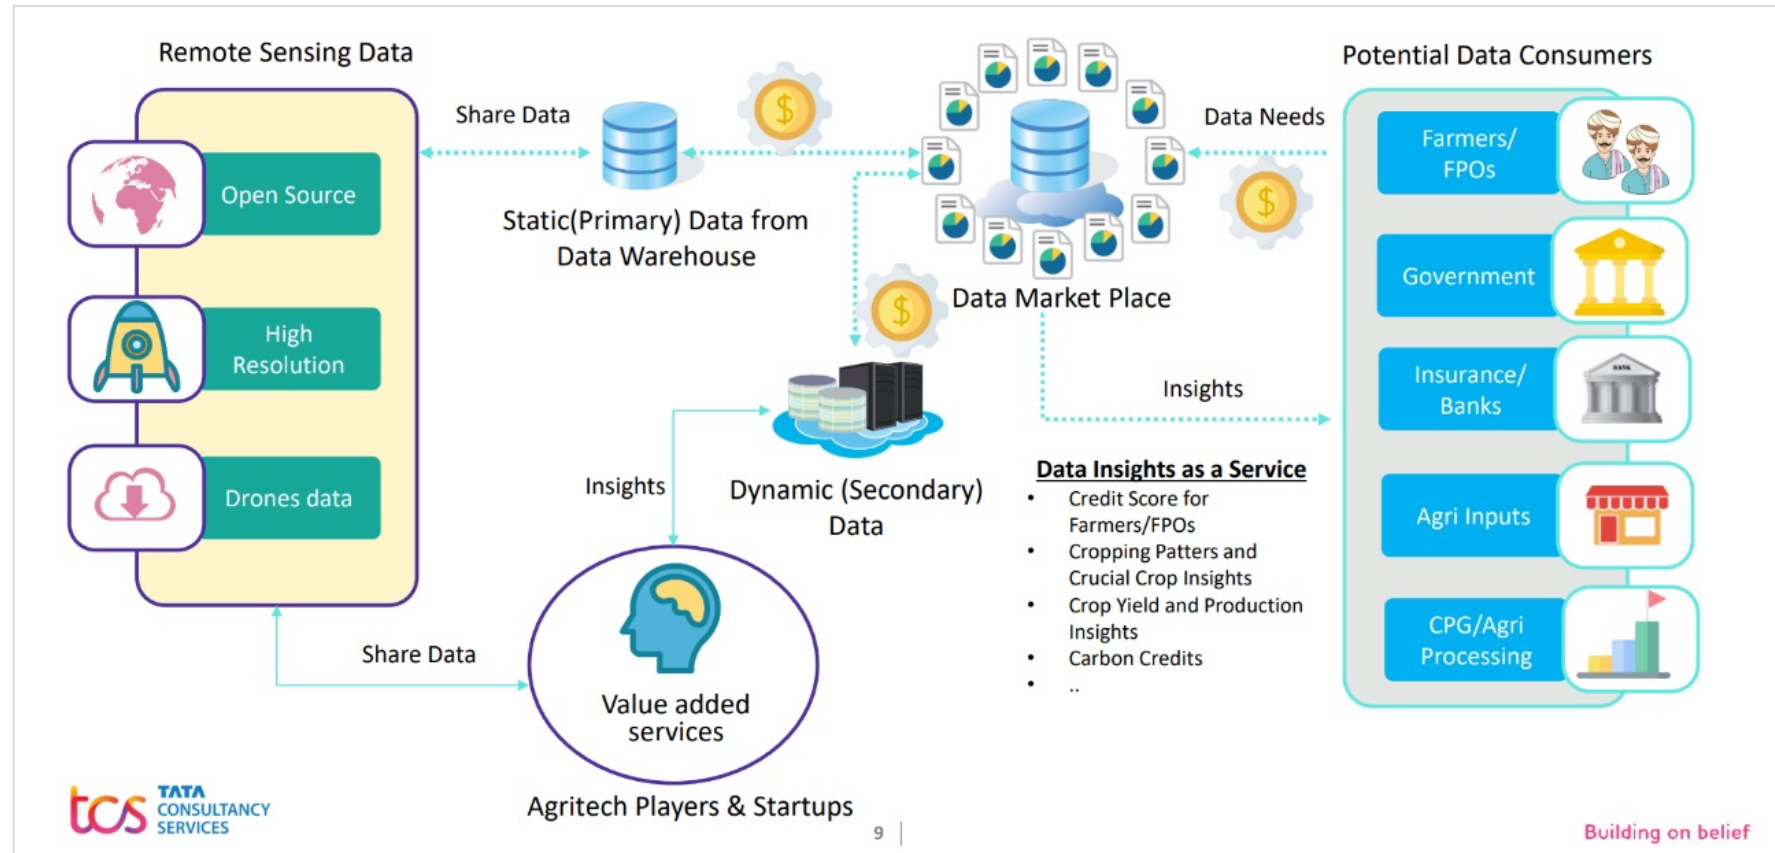 Remote Sensing Data
Open Source
High
Resolution
Drones data
Share Data
Static(Primary) Data from
Data Warehouse
$
Data Market Place
$
Data Needs
$
Dynamic (Secondary)
Data
Insights
Share Data
Value added
services
Agritech Players & Startups
Insights
Data Insights as a Service
• Credit Score for
Farmers/FPOs
• Cropping Patters and
Crucial Crop Insights
• Crop Yield and Production
Insights
• Carbon Credits
• ..
Potential Data Consumers
Farmers/
FPOs
Government
Insurance/
Banks
BANK
Agri Inputs
CPG/Agri
Processing
tcs
TATA
CONSULTANCY
SERVICES
9
Building on belief